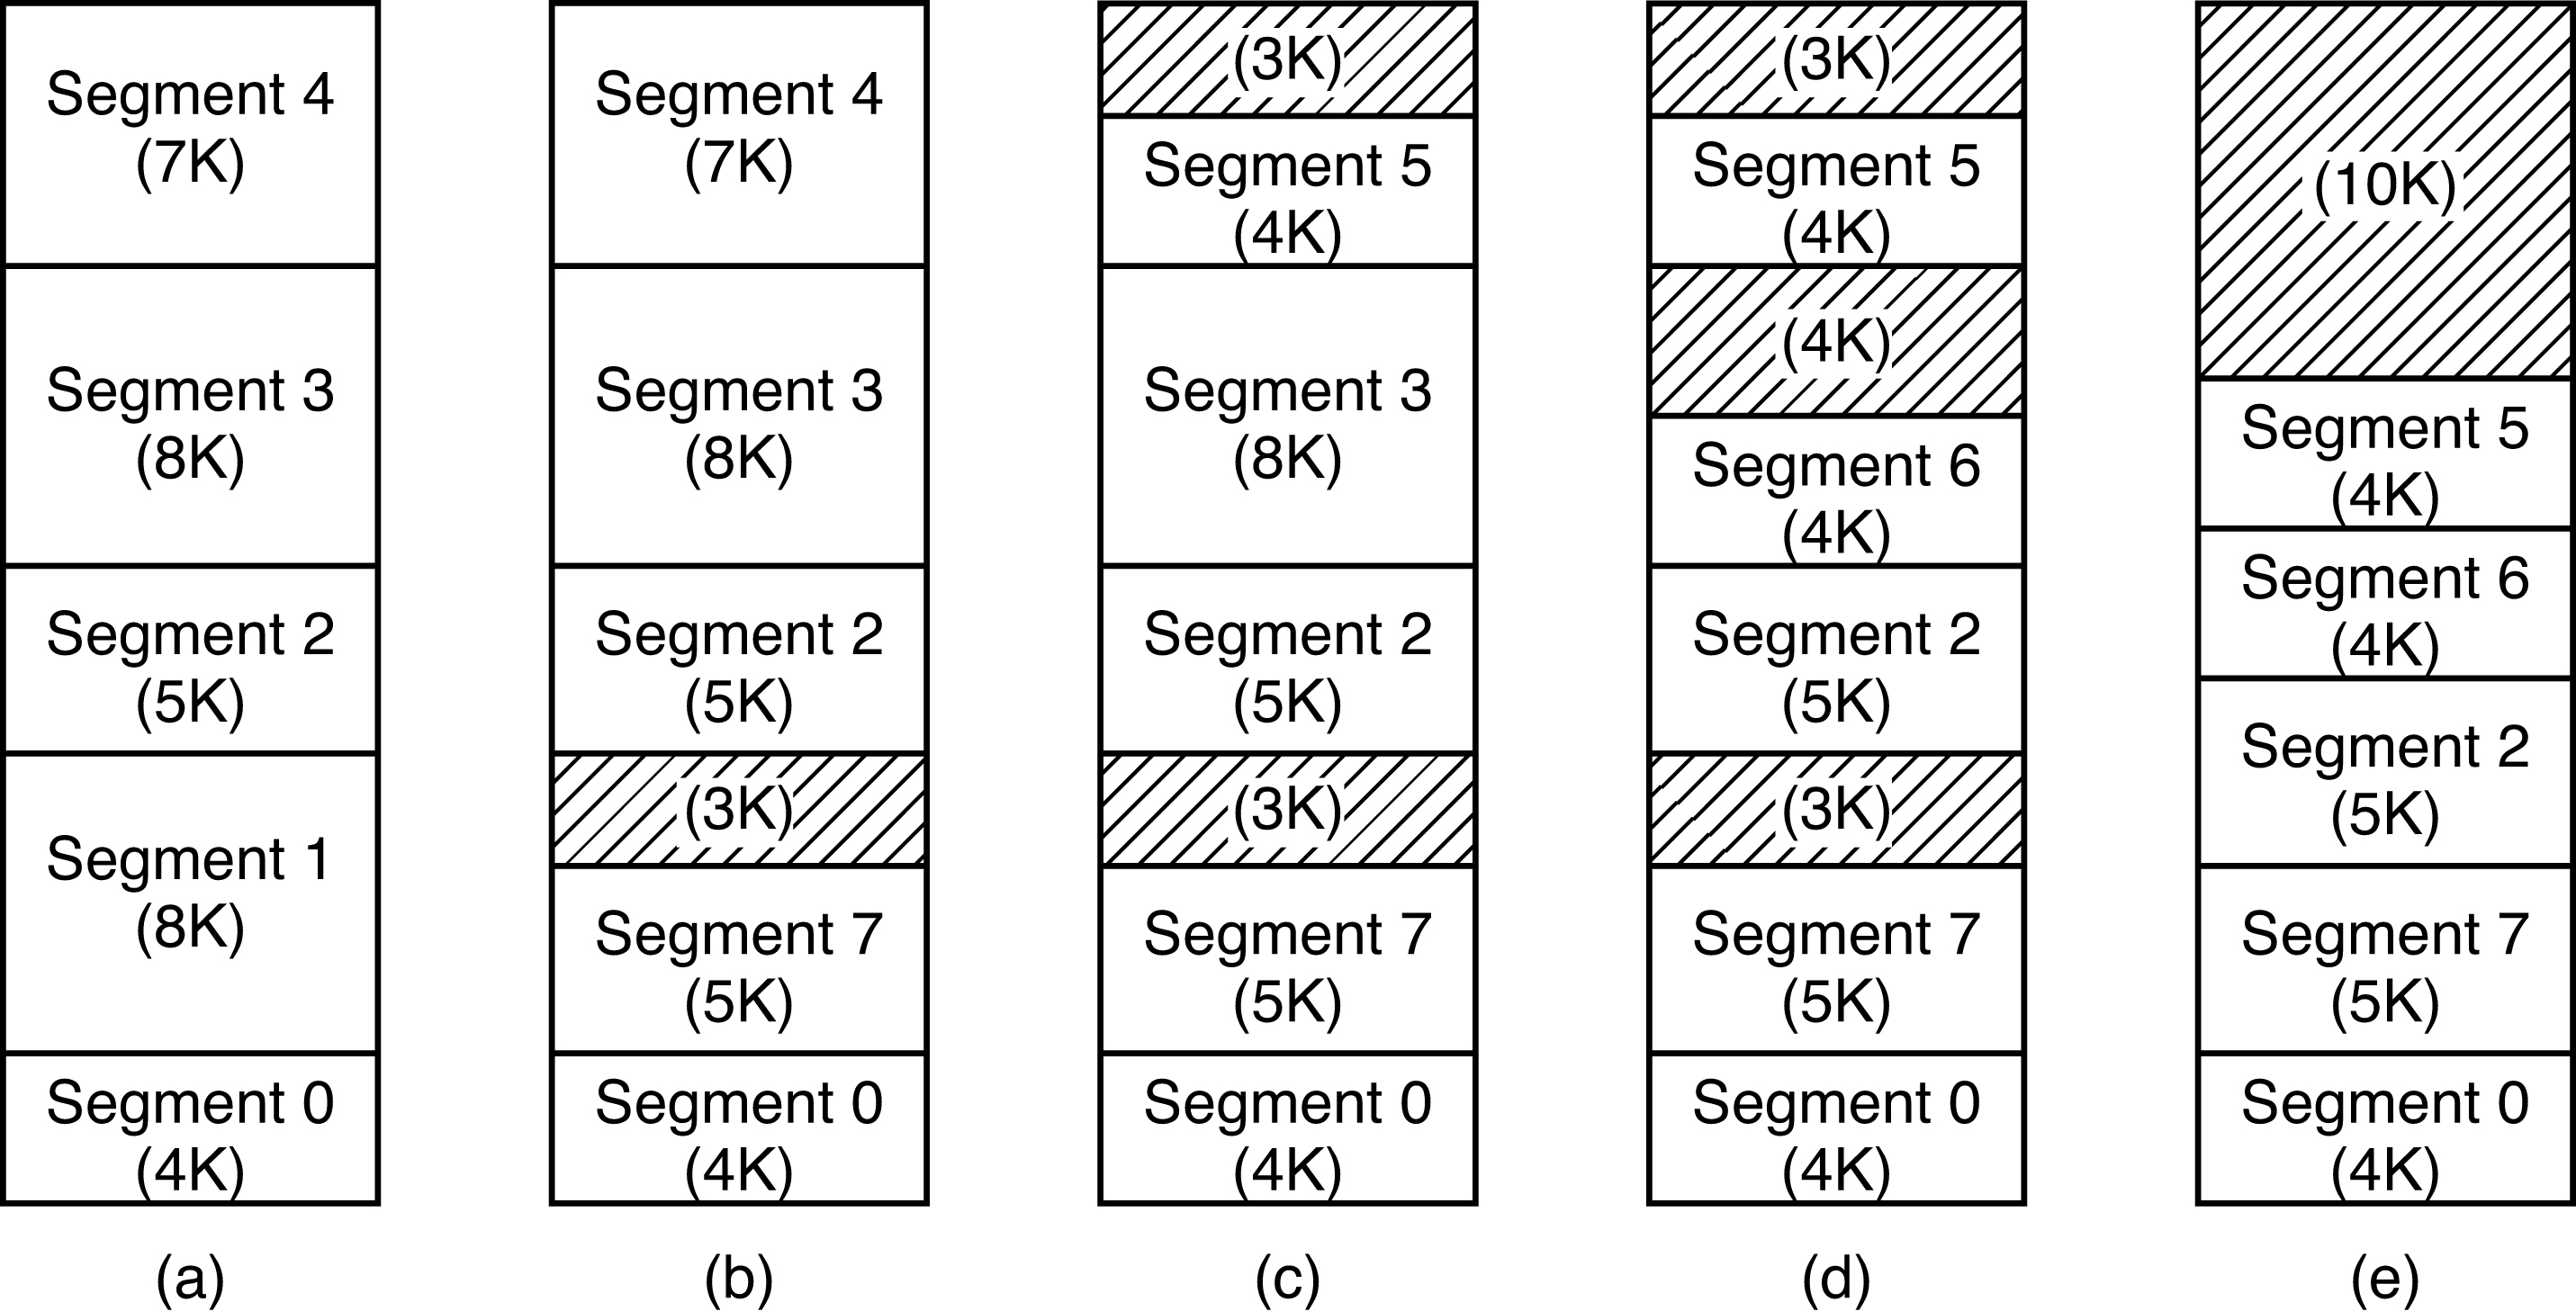 Segment 4
(7K)
Segment 3
(8K)
Segment 2
(5K)
Segment 1
(8K)
Segment 0
(4K)
(a)
Segment 4
(7K)
Segment 3
(8K)
Segment 2
(5K)
(3K)
Segment 7
(5K)
Segment 0
(4K)
(b)
(3K)
Segment 5
(4K)
Segment 3
(8K)
Segment 2
(5K)
(3K)
Segment 7
(5K)
Segment 0
(4K)
(c)
(3K)
Segment 5
(4K)
(4K)
Segment 6
(4K)
Segment 2
(5K)
(3K)
Segment 7
(5K)
Segment 0
(4K)
(d)
(10K)
Segment 5
(4K)
Segment 6
(4K)
Segment 2
(5K)
Segment 7
(5K)
Segment 0
(4K)
(e)